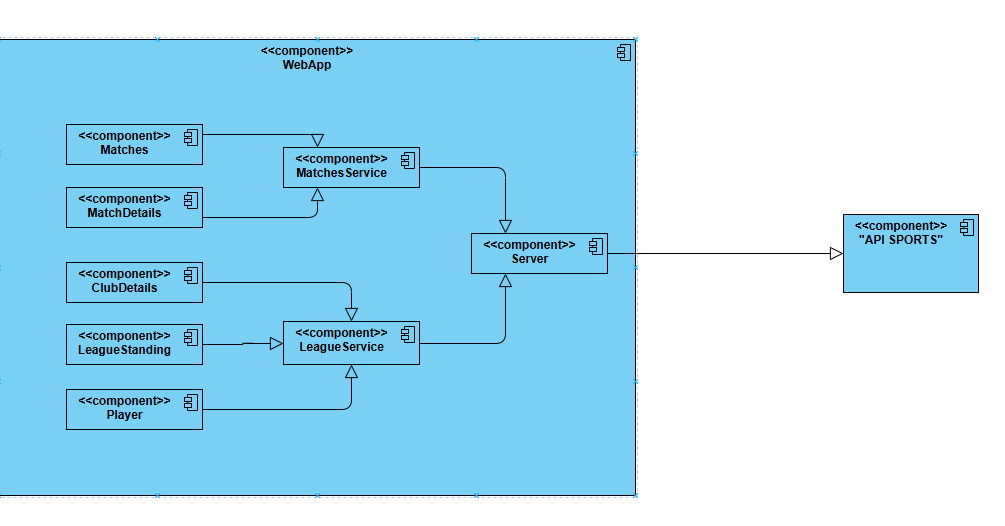 <<component>>
WebApp
<<component>>
Matches
<<component>>
MatchesService
<<component>>
MatchDetails
<<component>>
"API SPORTS"
<<component>>
Server
<<component>>
ClubDetails
<<component>>
LeagueService
<<component>>
LeagueStanding
<<component>>
Player